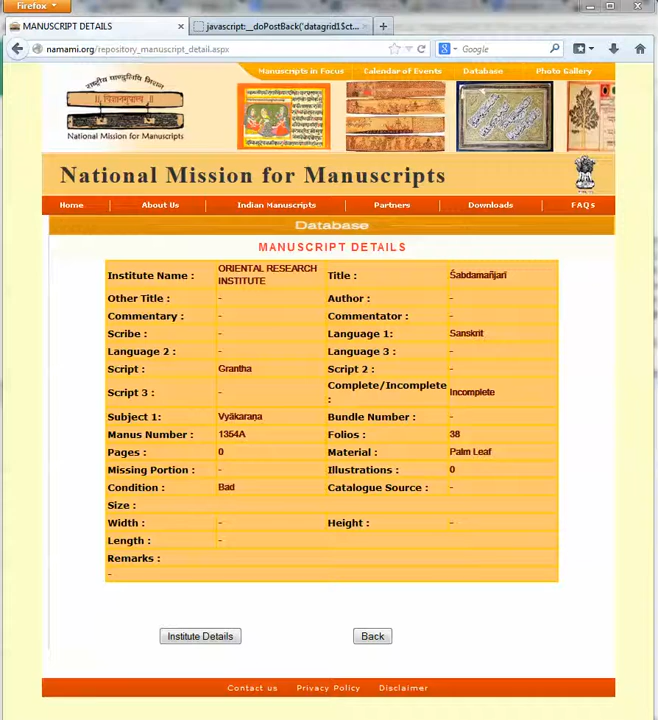 Firefox
MANUSCRIPT DETAILS
javascript:__doPostBack('datagrid1$ct...
namami.org/repository_manuscript_detail.aspx
Google
Manuscripts in Focus Calendar of Events Database Photo Gallery
राष्ट्रीय पाण्डुलिपि मिशन
National Mission for Manuscripts
National Mission for Manuscripts
Home About Us Indian Manuscripts Partners Downloads FAQs
Database
MANUSCRIPT DETAILS
Institute Name : ORIENTAL RESEARCH INSTITUTE Title : Śabdamañjarī
Other Title : - Author : -
Commentary : - Commentator : -
Scribe : - Language 1: Sanskrit
Language 2 : - Language 3 : -
Script : Grantha Script 2 : -
Script 3 : - Complete/Incomplete : Incomplete
Subject 1: Vyākaraṇa Bundle Number : -
Manus Number : 1354A Folios : 38
Pages : 0 Material : Palm Leaf
Missing Portion : - Illustrations : 0
Condition : Bad Catalogue Source : -
Size :
Width : - Height : -
Length : -
Remarks :
-
Institute Details Back
Contact us Privacy Policy Disclaimer